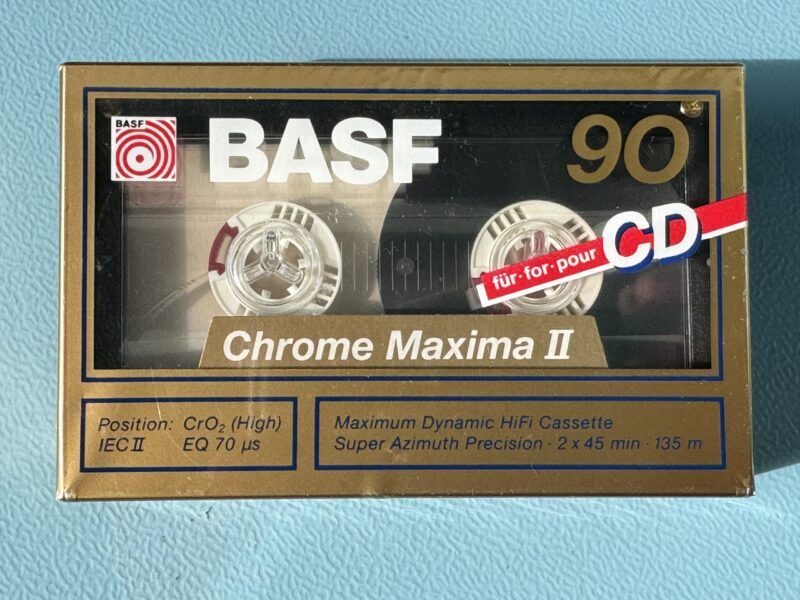 BASF
BASF
90
für·for·pour CD
Chrome Maxima II
Position: CrO₂ (High)
IEC II EQ 70 µs
Maximum Dynamic HiFi Cassette
Super Azimuth Precision · 2 x 45 min · 135 m